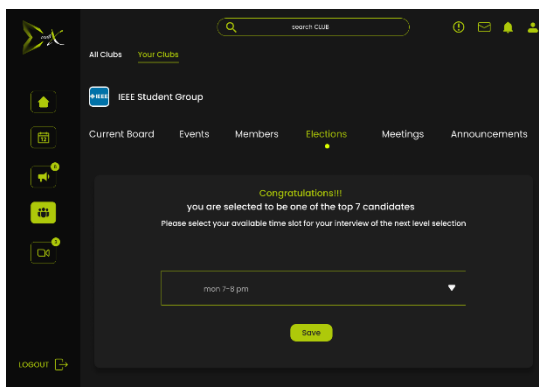 search CLUB
All Clubs Your Clubs
IEEE
IEEE Student Group
Current Board Events Members Elections Meetings Announcements
12
Congratulations!!!
you are selected to be one of the top 7 candidates
Please select your available time slot for your interview of the next level selection
mon 7-8 pm
Save
LOGOUT